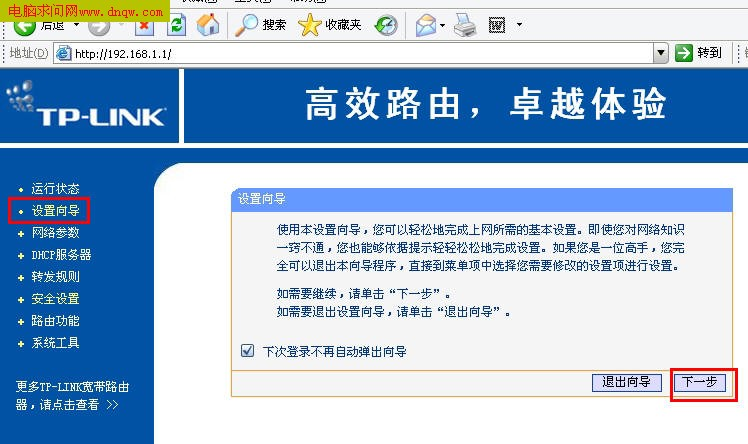 电脑求问网
www.dnqw.com
后退
搜索
收藏夹
地址(D)
http://192.168.1.1/
转到
TP-LINK
高效路由，卓越体验
运行状态
设置向导
网络参数
DHCP服务器
转发规则
安全设置
路由功能
系统工具
更多TP-LINK宽带路由
器，请点击查看 >>
设置向导
使用本设置向导，您可以轻松地完成上网所需的基本设置。即使您对网络知识
一窍不通，您也能够依据提示轻轻松松地完成设置。如果您是一位高手，您完
全可以退出本向导程序，直接到菜单项中选择您需要修改的设置项进行设置。
如需要继续，请单击“下一步”。
如需要退出设置向导，请单击“退出向导”。
下次登录不再自动弹出向导
退出向导
下一步